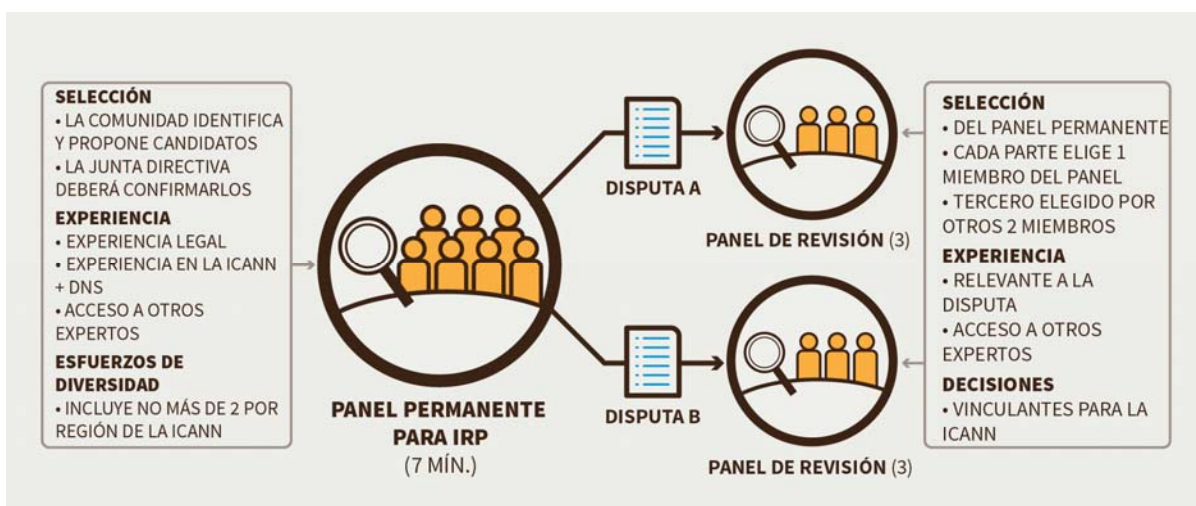 SELECCIÓN
• LA COMUNIDAD IDENTIFICA
Y PROPONE CANDIDATOS
• LA JUNTA DIRECTIVA
DEBERÁ CONFIRMARLOS
EXPERIENCIA
• EXPERIENCIA LEGAL
• EXPERIENCIA EN LA ICANN
+ DNS
• ACCESO A OTROS
EXPERTOS
ESFUERZOS DE
DIVERSIDAD
• INCLUYE NO MÁS DE 2 POR
REGIÓN DE LA ICANN
PANEL PERMANENTE
PARA IRP
(7 MÍN.)
DISPUTA A
PANEL DE REVISIÓN (3)
DISPUTA B
PANEL DE REVISIÓN (3)
SELECCIÓN
• DEL PANEL PERMANENTE
• CADA PARTE ELIGE 1
MIEMBRO DEL PANEL
• TERCERO ELEGIDO POR
OTROS 2 MIEMBROS
EXPERIENCIA
• RELEVANTE A LA
DISPUTA
• ACCESO A OTROS
EXPERTOS
DECISIONES
• VINCULANTES PARA LA
ICANN